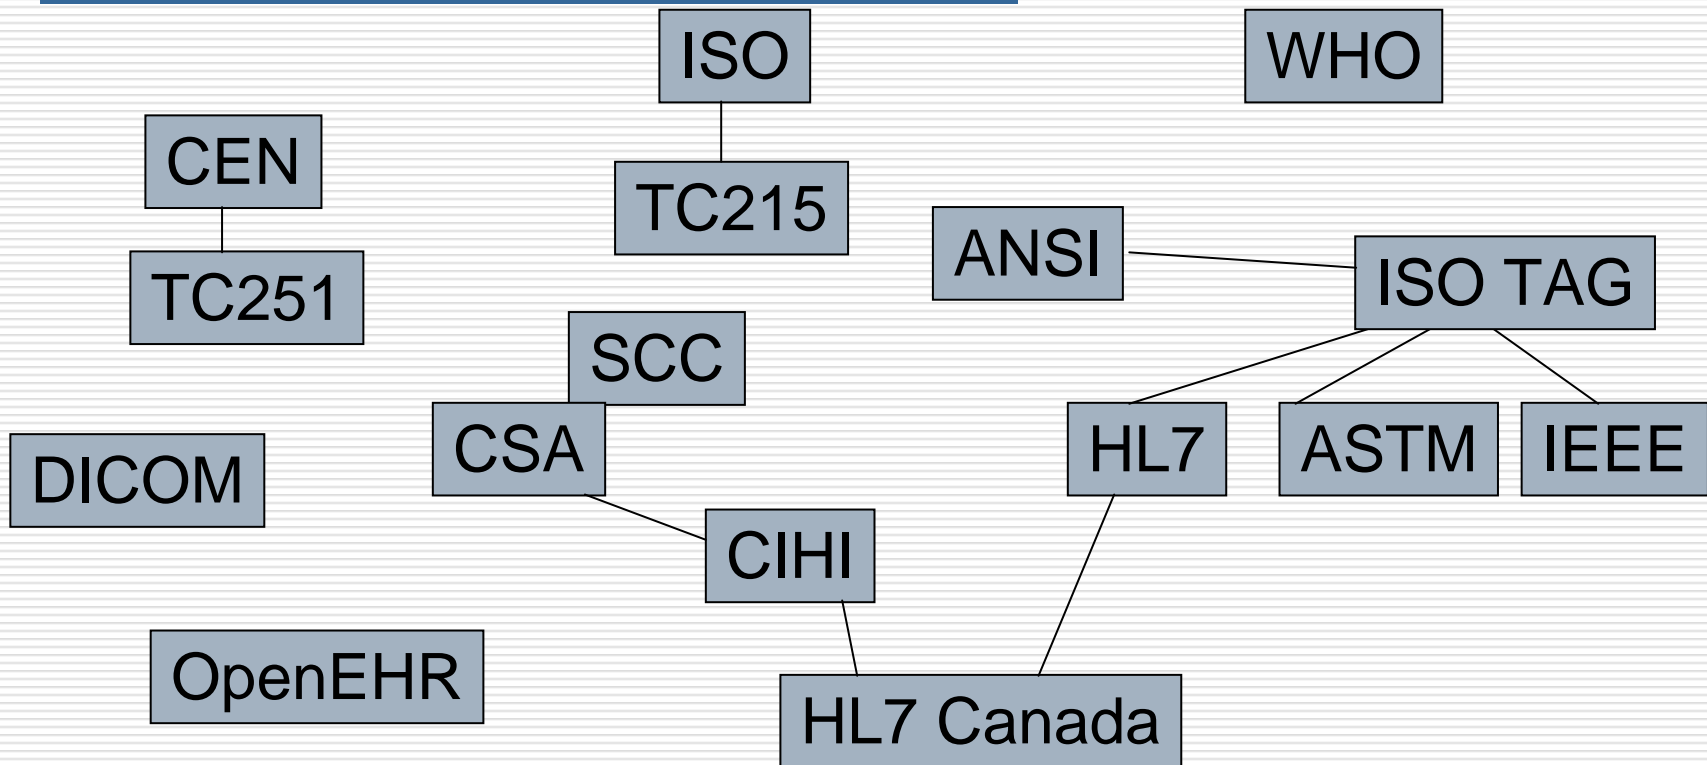 ISO
WHO
CEN
TC215
ANSI
ISO TAG
TC251
SCC
CSA
HL7
ASTM
IEEE
DICOM
CIHI
OpenEHR
HL7 Canada